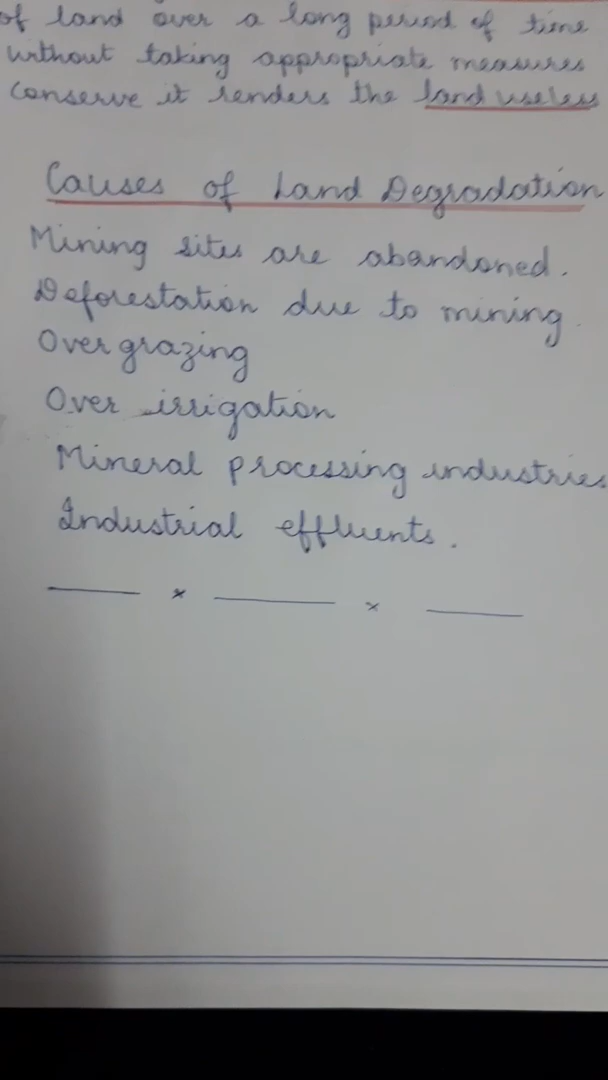 of land over a long period of time
without taking appropriate measures
conserve it renders the land useless
Causes of Land Degradation
Mining sites are abandoned.
Deforestation due to mining.
Over grazing
Over irrigation
Mineral processing industries
Industrial effluents.
— x — x —